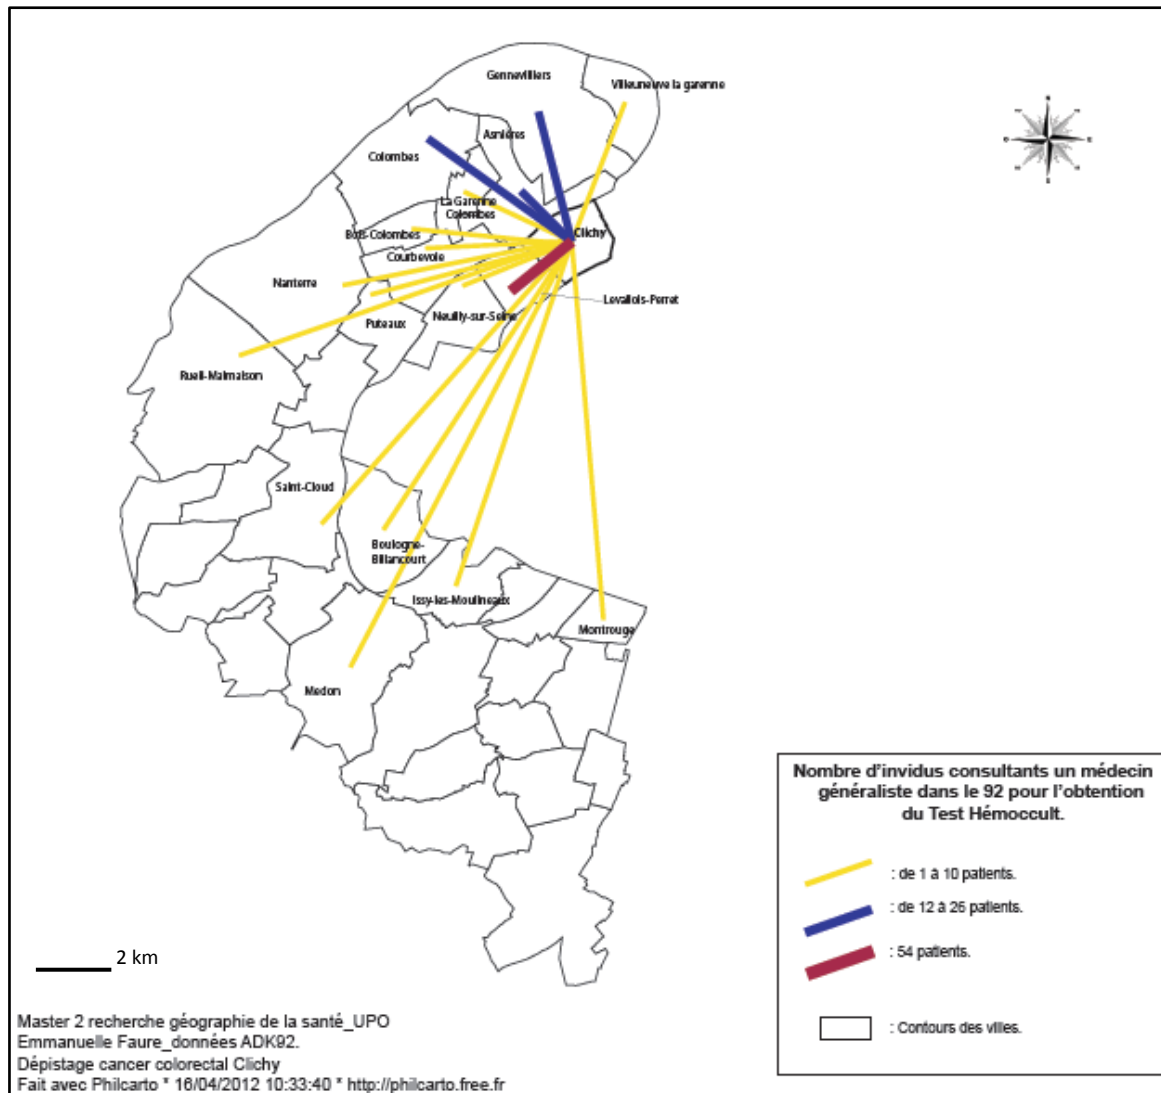 Gennevilliers
Villeuneuve la garenne
Asnières
Colombes
La Garenne
Colombes
Bois-Colombes
Clichy
Courbevoie
Nanterre
Levallois-Perret
Puteaux
Neuilly-sur-Seine
Rueil-Malmaison
Saint-Cloud
Boulogne-
Billancourt
Issy-les-Moulineaux
Montrouge
Medon
Nombre d'invidus consultants un médecin
généraliste dans le 92 pour l'obtention
du Test Hémoccult.
: de 1 à 10 patients.
: de 12 à 26 patients.
: 54 patients.
: Contours des villes.
2 km
Master 2 recherche géographie de la santé_UPO
Emmanuelle Faure_données ADK92.
Dépistage cancer colorectal Clichy
Fait avec Philcarto * 16/04/2012 10:33:40 * http://philcarto.free.fr